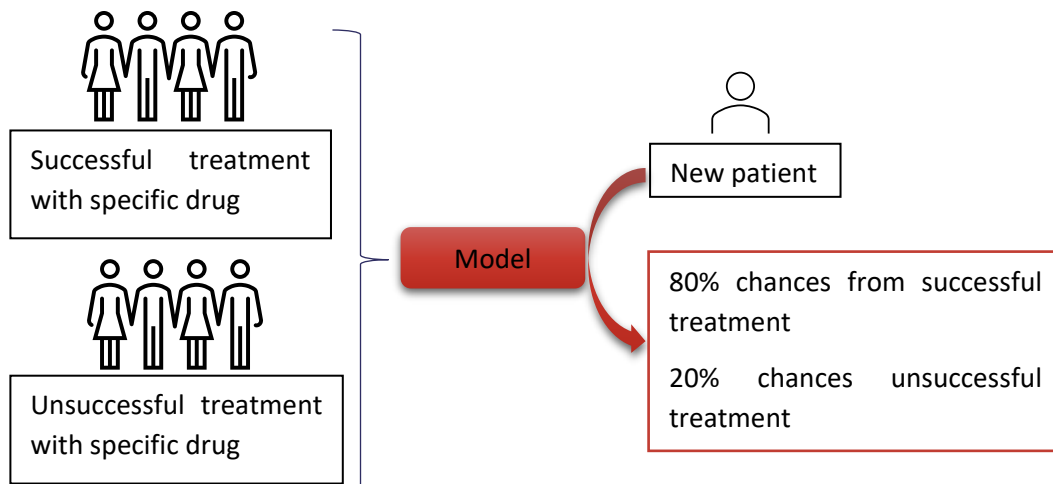 Successful treatment
with specific drug
Unsuccessful treatment
with specific drug
Model
New patient
80% chances from successful
treatment
20% chances unsuccessful
treatment